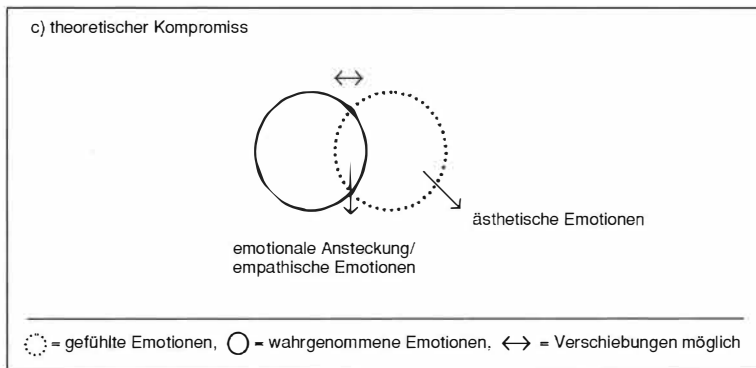 c) theoretischer Kompromiss
ästhetische Emotionen
emotionale Ansteckung/
empathische Emotionen
= gefühlte Emotionen, = wahrgenommene Emotionen, ↔ = Verschiebungen möglich